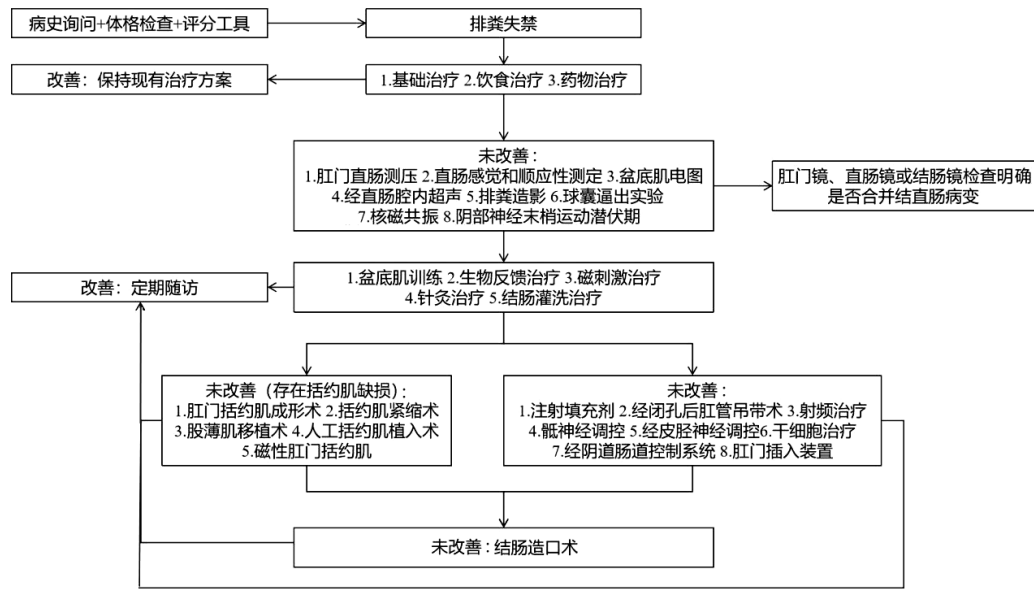 病史询问+体格检查+评分工具
排粪失禁
改善：保持现有治疗方案
1.基础治疗 2.饮食治疗 3.药物治疗
未改善：
1.肛门直肠测压 2.直肠感觉和顺应性测定 3.盆底肌电图
4.经直肠腔内超声 5.排粪造影 6.球囊逼出实验
7.核磁共振 8.阴部神经末梢运动潜伏期
肛门镜、直肠镜或结肠镜检查明确
是否合并结直肠病变
改善：定期随访
1.盆底肌训练 2.生物反馈治疗 3.磁刺激治疗
4.针灸治疗 5.结肠灌洗治疗
未改善（存在括约肌缺损）：
1.肛门括约肌成形术 2.括约肌紧缩术
3.股薄肌移植术 4.人工括约肌植入术
5.磁性肛门括约肌
未改善：
1.注射填充剂 2.经闭孔后肛管吊带术 3.射频治疗
4.骶神经调控 5.经皮胫神经调控6.干细胞治疗
7.经阴道肠道控制系统 8.肛门插入装置
未改善：结肠造口术